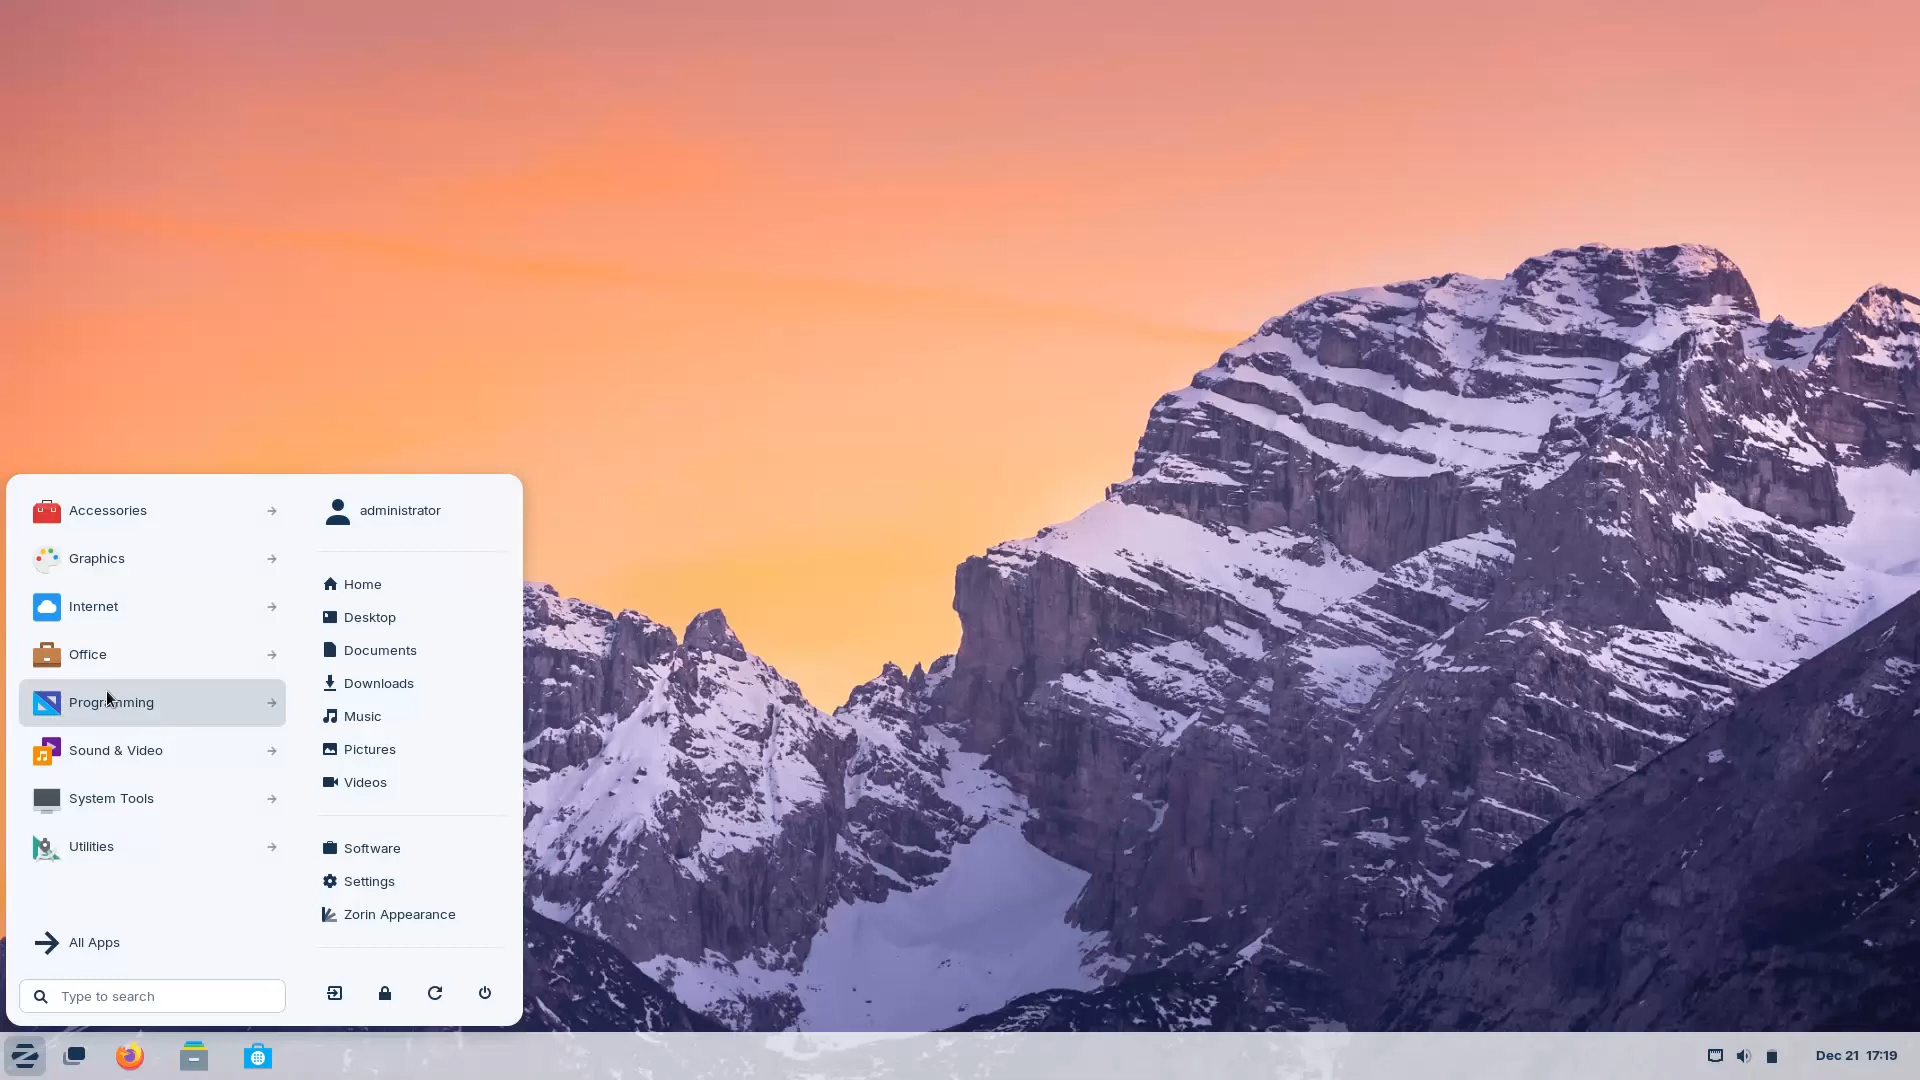 Accessories
Graphics
Internet
Office
Programming
Sound & Video
System Tools
Utilities
All Apps
Type to search
administrator
Home
Desktop
Documents
Downloads
Music
Pictures
Videos
Software
Settings
Zorin Appearance
Dec 21 17:19